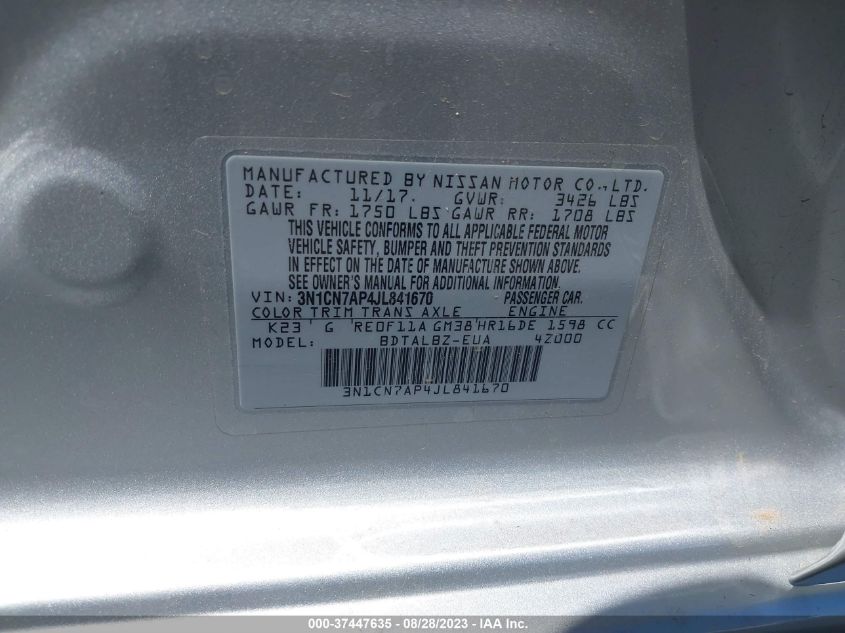 MANUFACTURED BY NISSAN MOTOR CO., LTD.
DATE: 11/17. GVWR: 3426 LBS
GAWR FR: 1750 LBS GAWR RR: 1708 LBS
THIS VEHICLE CONFORMS TO ALL APPLICABLE FEDERAL MOTOR
VEHICLE SAFETY, BUMPER AND THEFT PREVENTION STANDARDS
IN EFFECT ON THE DATE OF MANUFACTURE SHOWN ABOVE.
SEE OWNER'S MANUAL FOR ADDITIONAL INFORMATION.
VIN: 3N1CN7AP4JL841670 PASSENGER CAR.
COLOR TRIM TRANS AXLE ENGINE
K23 G RE0F11A GM38 HR16DE 1598 CC
MODEL: BDTALBZ-EUA 4Z000
3N1CN7AP4JL841670
000-37447635 - 08/28/2023 - IAA Inc.